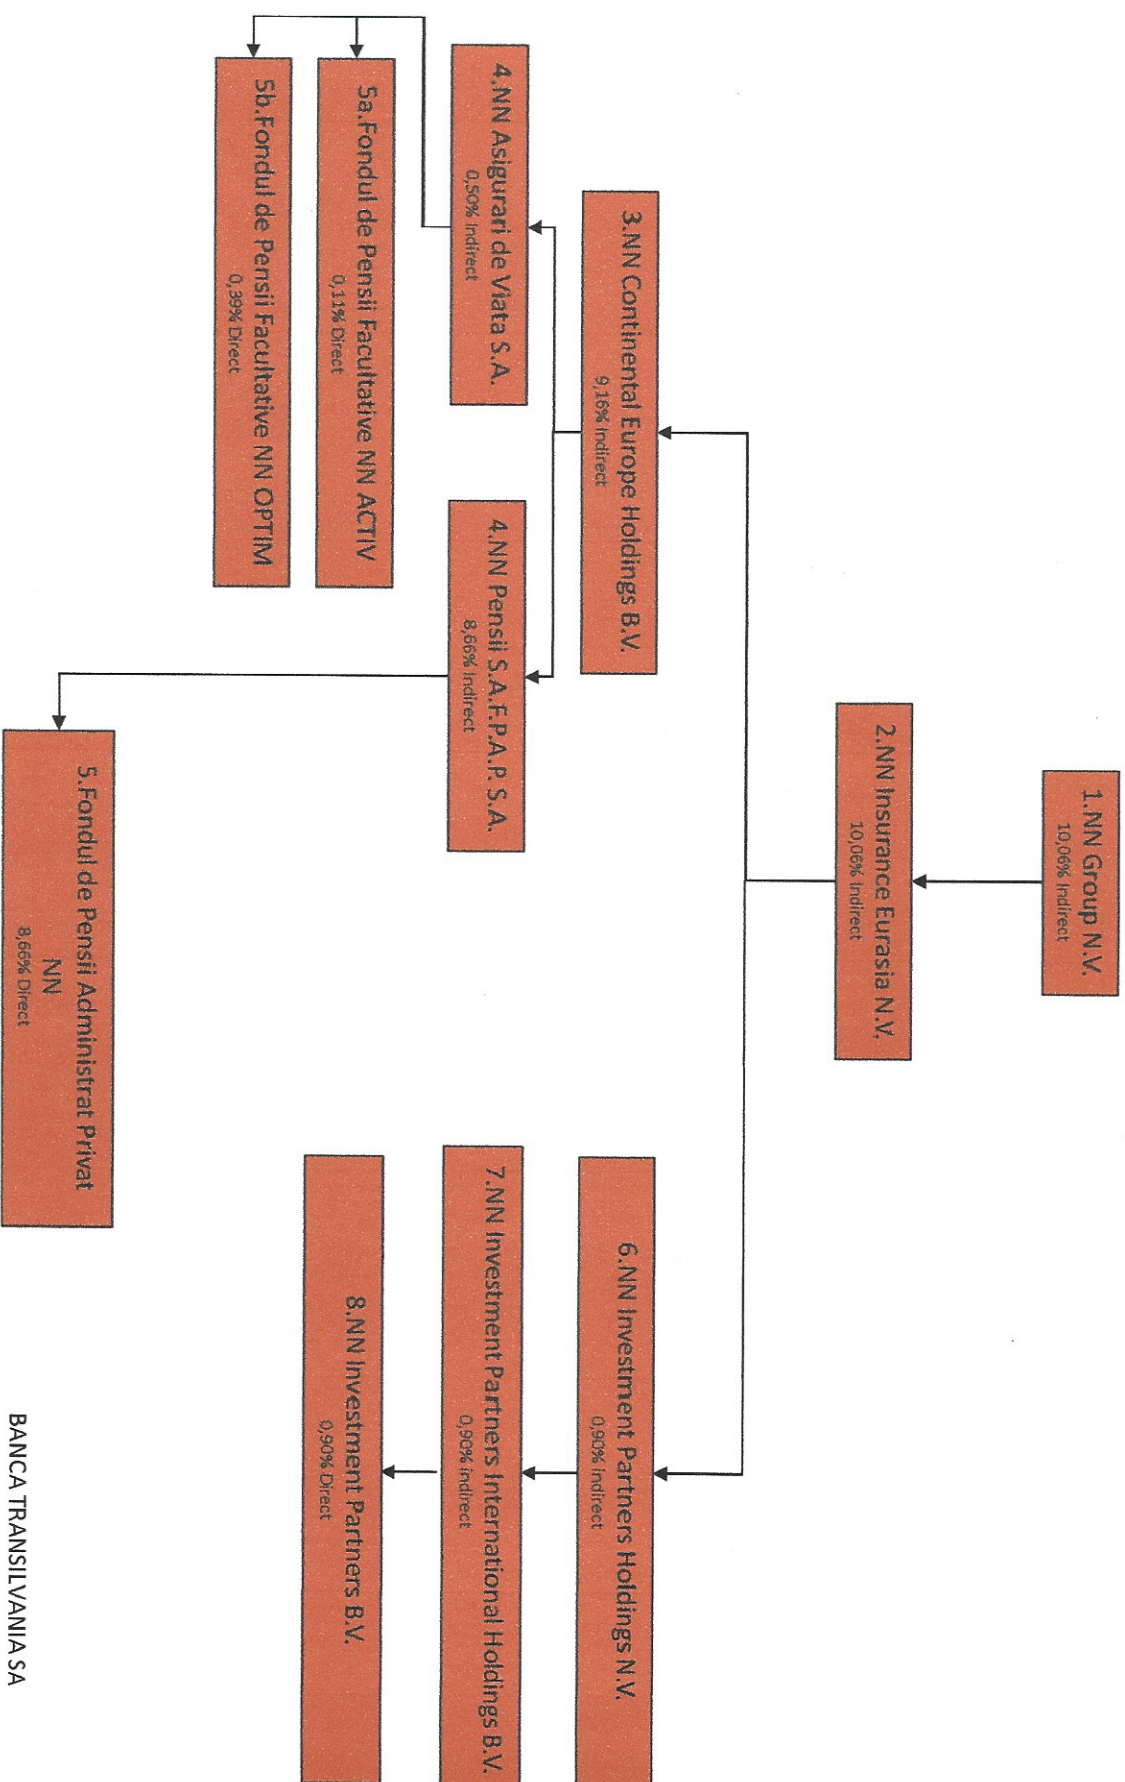 1.NN Group N.V.
10,06% Indirect
2.NN Insurance Eurasia N.V.
10,06% Indirect
3.NN Continental Europe Holdings B.V.
9,16% Indirect
4.NN Asigurari de Viata S.A.
0,50% Indirect
5a.Fondul de Pensii Facultative NN ACTIV
0,11% Direct
5b.Fondul de Pensii Facultative NN OPTIM
0,39% Direct
4.NN Pensii S.A.F.P.A.P. S.A.
8,66% Indirect
5.Fondul de Pensii Administrat Privat
NN
8,66% Direct
6.NN Investment Partners Holdings N.V.
0,90% Indirect
7.NN Investment Partners International Holdings B.V.
0,90% Indirect
8.NN Investment Partners B.V.
0,90% Direct
BANCA TRANSILVANIA SA